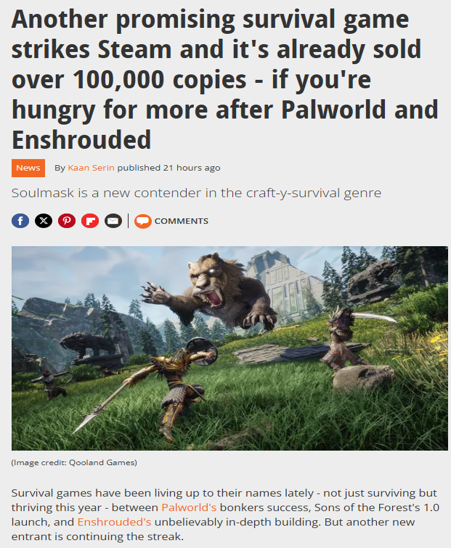 Another promising survival game
strikes Steam and it's already sold
over 100,000 copies - if you're
hungry for more after Palworld and
Enshrouded
News By Kaan Serin published 21 hours ago
Soulmask is a new contender in the craft-y-survival genre
COMMENTS
(Image credit: Qooland Games)
Survival games have been living up to their names lately - not just surviving but
thriving this year - between Palworld's bonkers success, Sons of the Forest's 1.0
launch, and Enshrouded's unbelievably in-depth building. But another new
entrant is continuing the streak.